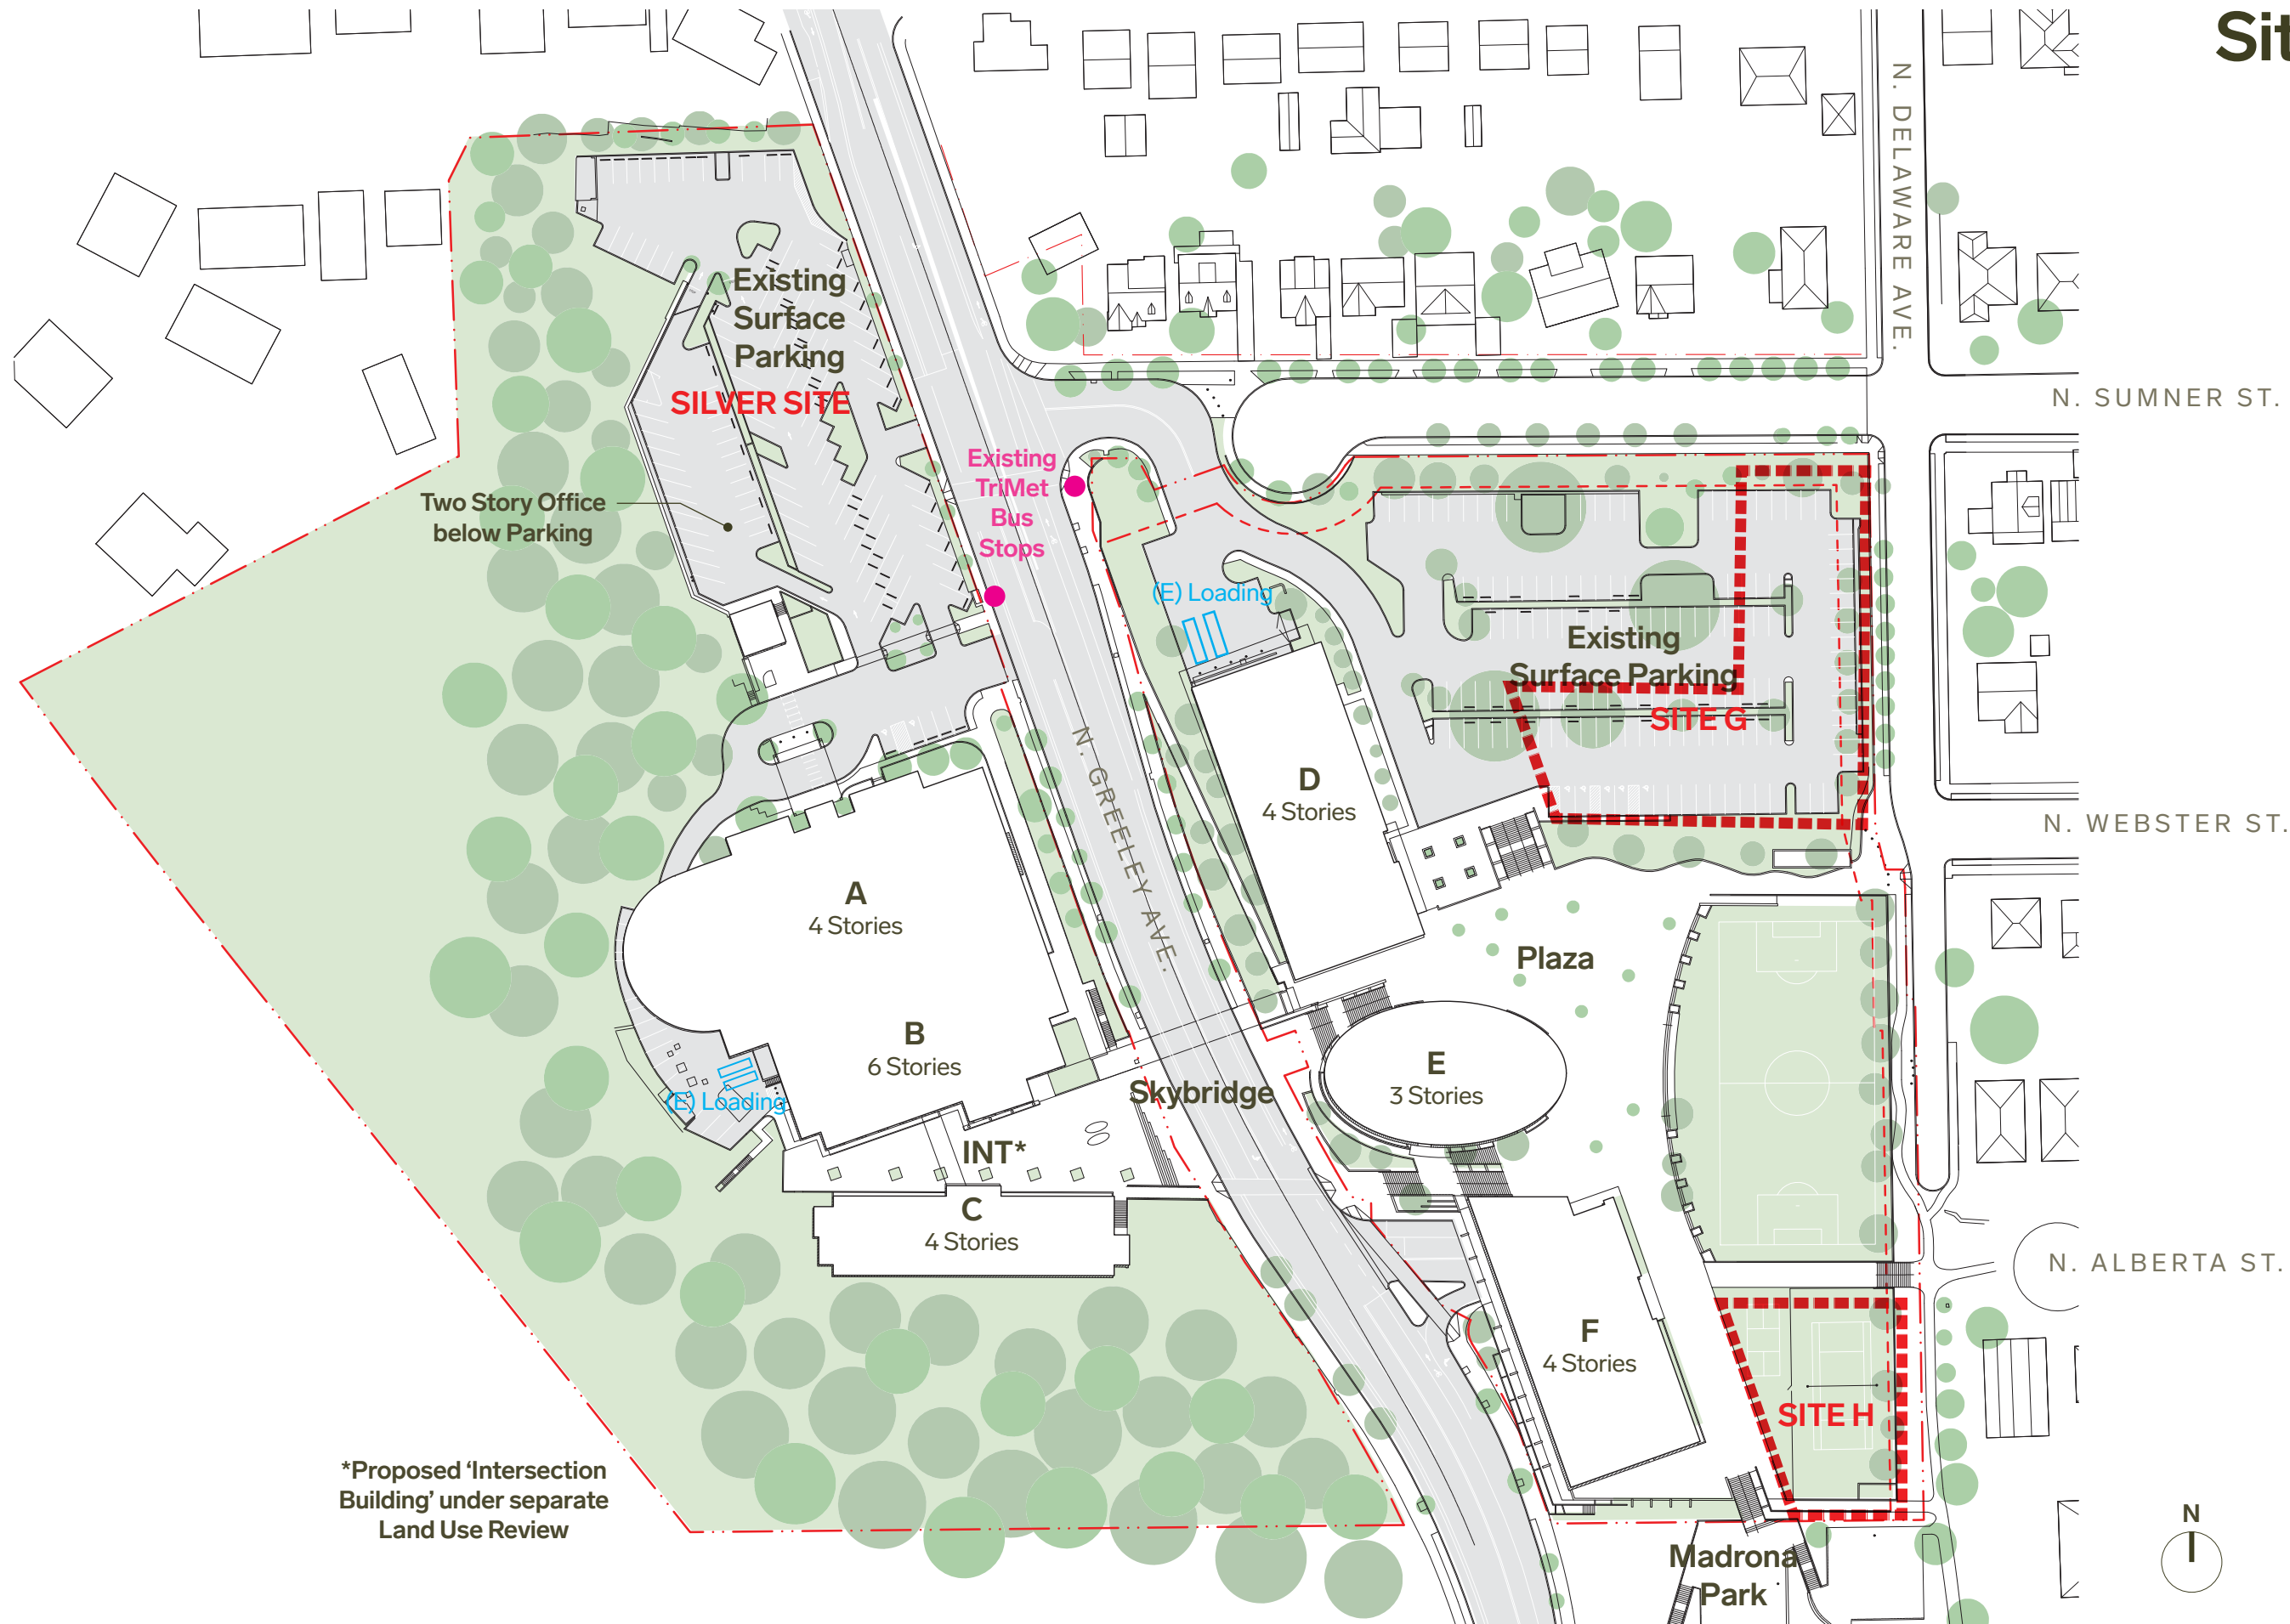 Sit
N. DELAWARE AVE.
N. SUMNER ST.
Existing
Surface
Parking
SILVER SITE
Existing
TriMet
Bus
Stops
Two Story Office
below Parking
(E) Loading
Existing
Surface Parking
SITE G
N. GREELEY AVE.
D
4 Stories
N. WEBSTER ST.
A
4 Stories
Plaza
B
6 Stories
E
3 Stories
(E) Loading
Skybridge
INT*
C
4 Stories
N. ALBERTA ST.
F
4 Stories
SITE H
*Proposed ‘Intersection
Building’ under separate
Land Use Review
N
Madrona
Park